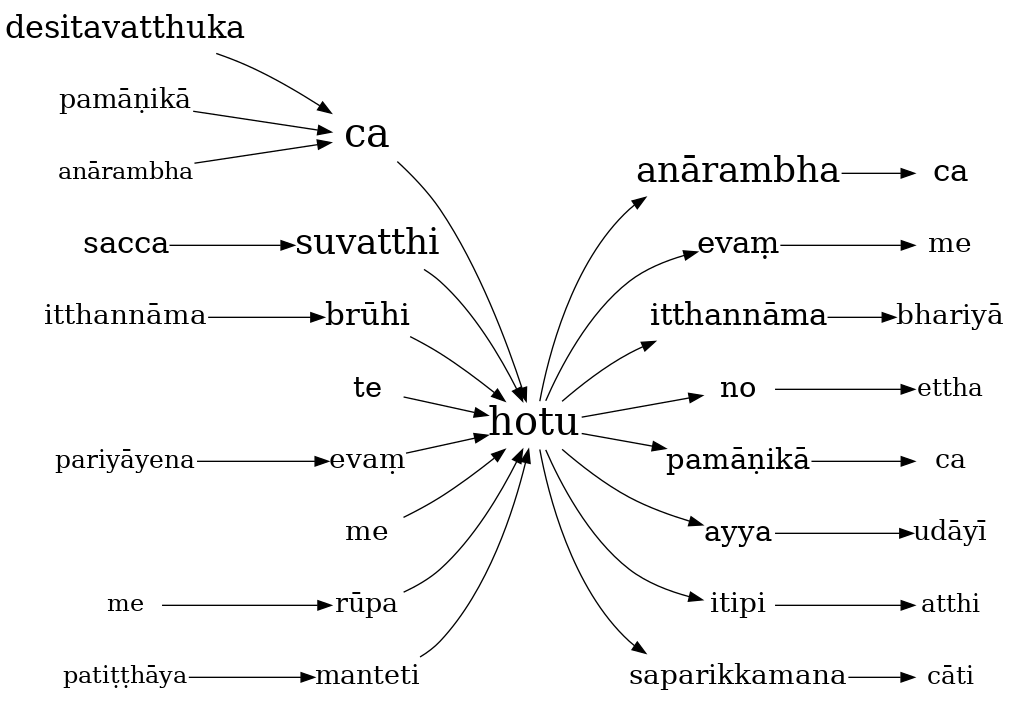 desitavatthuka
pamāṇikā
ca
anārambha
anārambha ca
sacca suvatthi evaṃ me
itthannāma brūhi itthannāma bhariyā
te no ettha
hotu
pariyāyena evaṃ pamāṇikā ca
me ayya udāyī
me rūpa itipi atthi
patiṭṭhāya manteti saparikkamana cāti